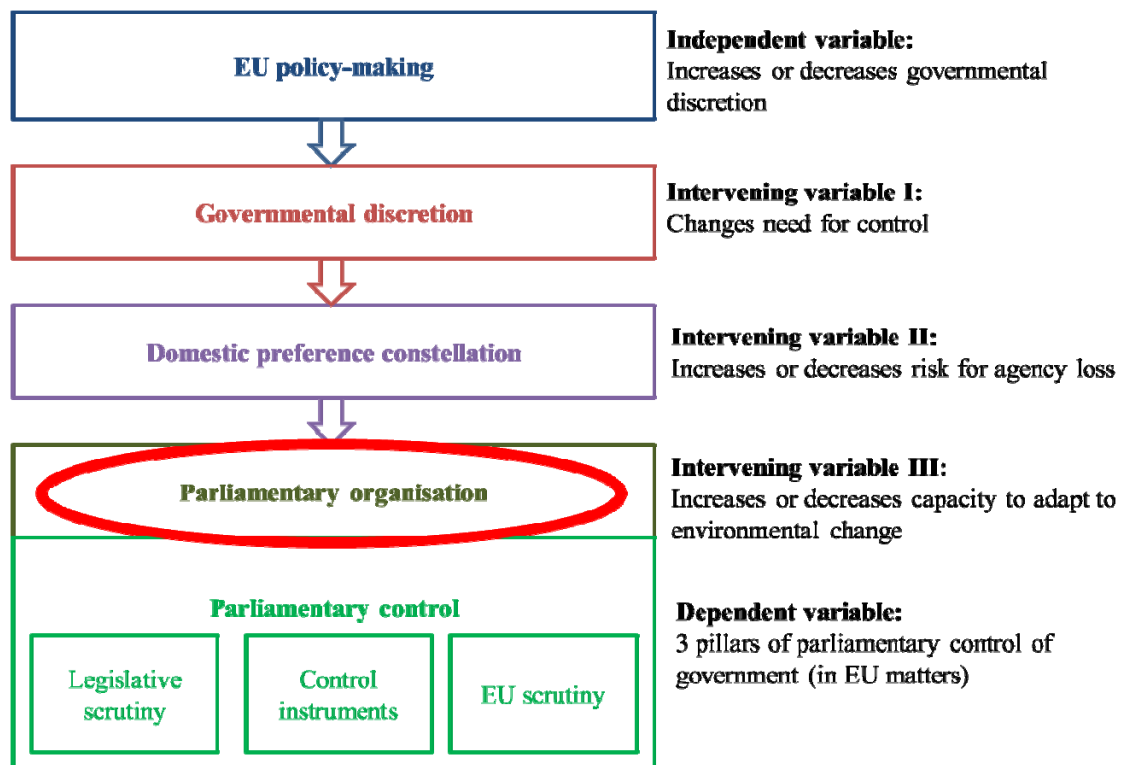 EU policy-making
Independent variable:
Increases or decreases governmental
discretion
Governmental discretion
Intervening variable I:
Changes need for control
Domestic preference constellation
Intervening variable II:
Increases or decreases risk for agency loss
Parliamentary organisation
Intervening variable III:
Increases or decreases capacity to adapt to
environmental change
Parliamentary control
Legislative
scrutiny
Control
instruments
EU scrutiny
Dependent variable:
3 pillars of parliamentary control of
government (in EU matters)